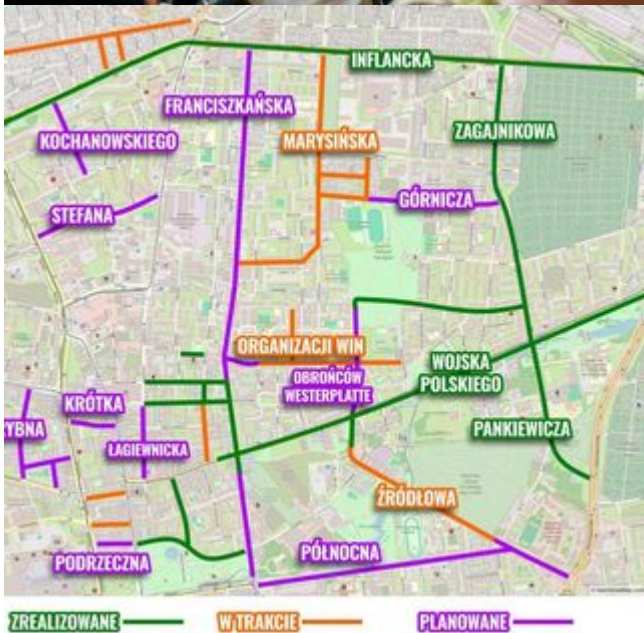 INFLANCKA
FRANCISZKAŃSKA
KOCHANOWSKIEGO
MARYSIŃSKA
ZAGAJNIKOWA
GÓRNICZA
STEFANA
ORGANIZACJI WIN
OBROŃCÓW
WESTERPLATTE
WOJSKA
POLSKIEGO
KRÓTKA
YBNA
ŁAGIEWNICKA
PANKIEWICZA
ŹRÓDŁOWA
PÓŁNOCNA
PODRZECZNA
ZREALIZOWANE
W TRAKCIE
PLANOWANE